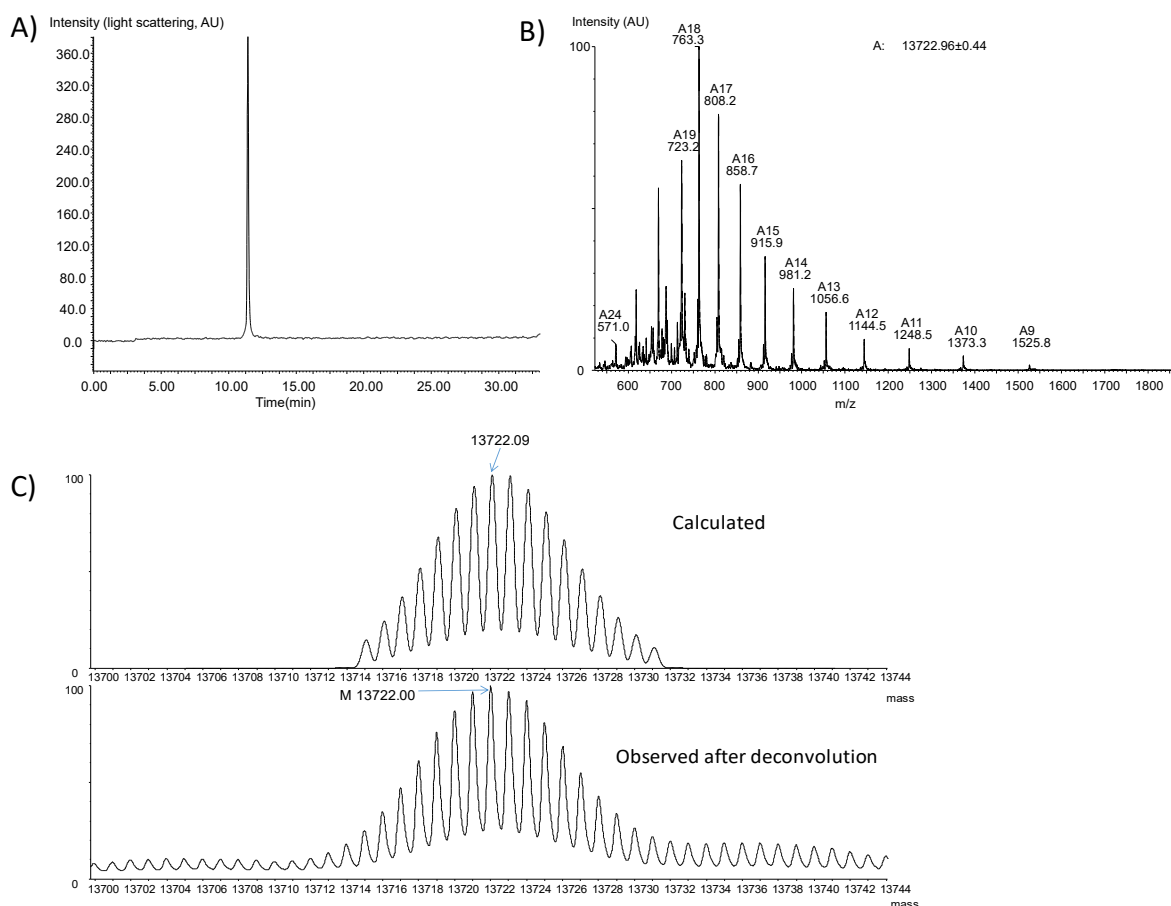 A)
Intensity (light scattering, AU)
360.0
320.0
280.0
240.0
200.0
160.0
120.0
80.0
40.0
0.0
0.00 5.00 10.00 15.00 20.00 25.00 30.00
Time(min)
B)
Intensity (AU)
100
0
A: 13722.96±0.44
A18
763.3
A17
808.2
A19
723.2
A16
858.7
A15
915.9
A14
981.2
A13
1056.6
A24
571.0
A12
1144.5
A11
1248.5
A10
1373.3
A9
1525.8
600 700 800 900 1000 1100 1200 1300 1400 1500 1600 1700 1800
m/z
C)
13722.09
100
Calculated
0
13700 13702 13704 13706 13708 13710 13712 13714 13716 13718 13720 13722 13724 13726 13728 13730 13732 13734 13736 13738 13740 13742 13744
mass
100
M 13722.00
Observed after deconvolution
0
13700 13702 13704 13706 13708 13710 13712 13714 13716 13718 13720 13722 13724 13726 13728 13730 13732 13734 13736 13738 13740 13742 13744
mass